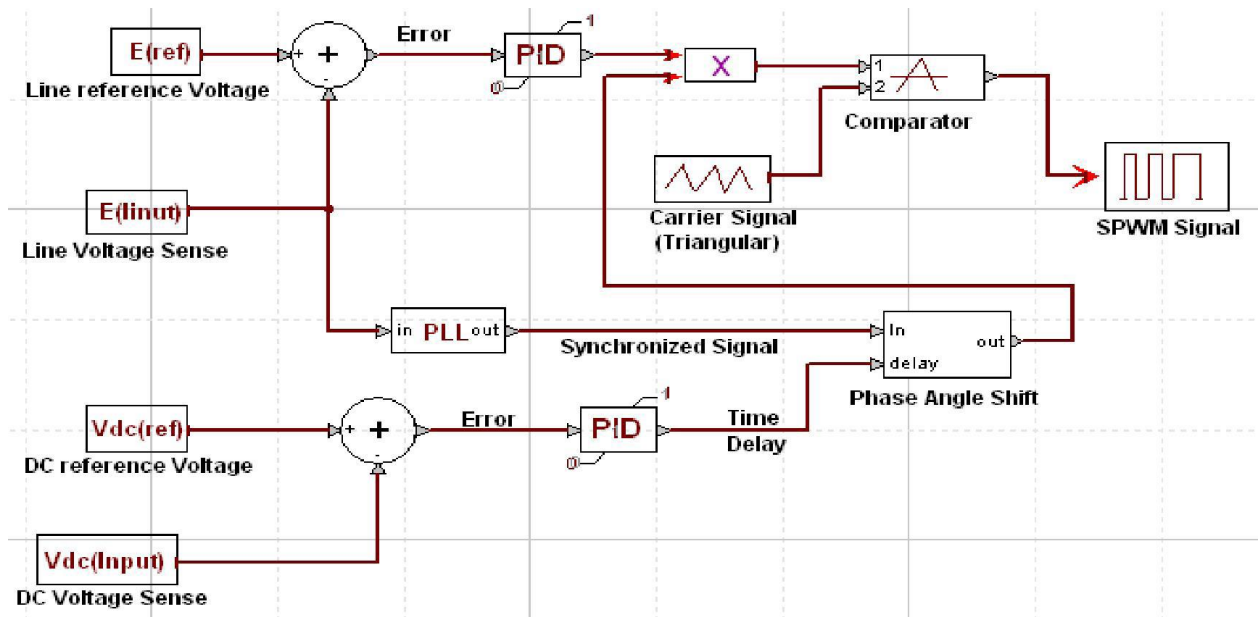 E(ref)
Line reference Voltage
+
+
-
Error
1
PID
@
X
1
2
Comparator
Carrier Signal
(Triangular)
SPWM Signal
E(linut)
Line Voltage Sense
in PLL out
Synchronized Signal
In
out
delay
Phase Angle Shift
Vdc(ref)
DC reference Voltage
+
+
-
Error
1
PID
@
Time
Delay
Vdc(Input)
DC Voltage Sense